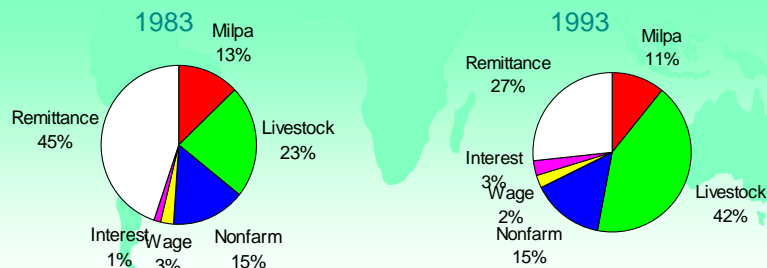 1983
Milpa
13%
Livestock
23%
Nonfarm
15%
Wage
3%
Interest
1%
Remittance
45%
1993
Milpa
11%
Livestock
42%
Nonfarm
15%
Wage
2%
Interest
3%
Remittance
27%